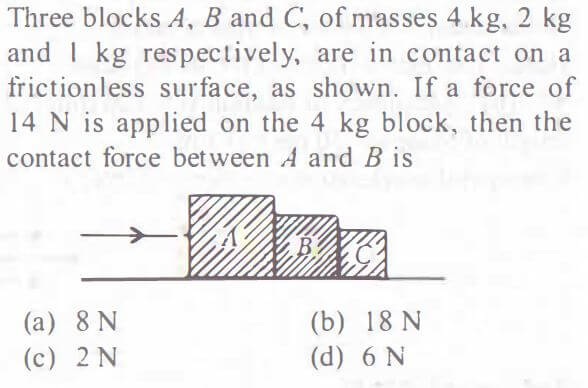 Three blocks A, B and C, of masses 4 kg, 2 kg
and 1 kg respectively, are in contact on a
frictionless surface, as shown. If a force of
14 N is applied on the 4 kg block, then the
contact force between A and B is
A B C
(a) 8 N (b) 18 N
(c) 2 N (d) 6 N